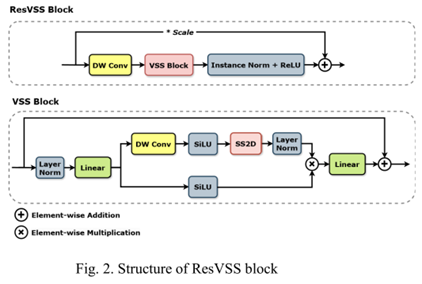 ResVSS Block
* Scale
DW Conv
VSS Block
Instance Norm + ReLU
VSS Block
DW Conv
SiLU
SS2D
Layer
Norm
Layer
Norm
Linear
Linear
SiLU
Element-wise Addition
Element-wise Multiplication
Fig. 2. Structure of ResVSS block